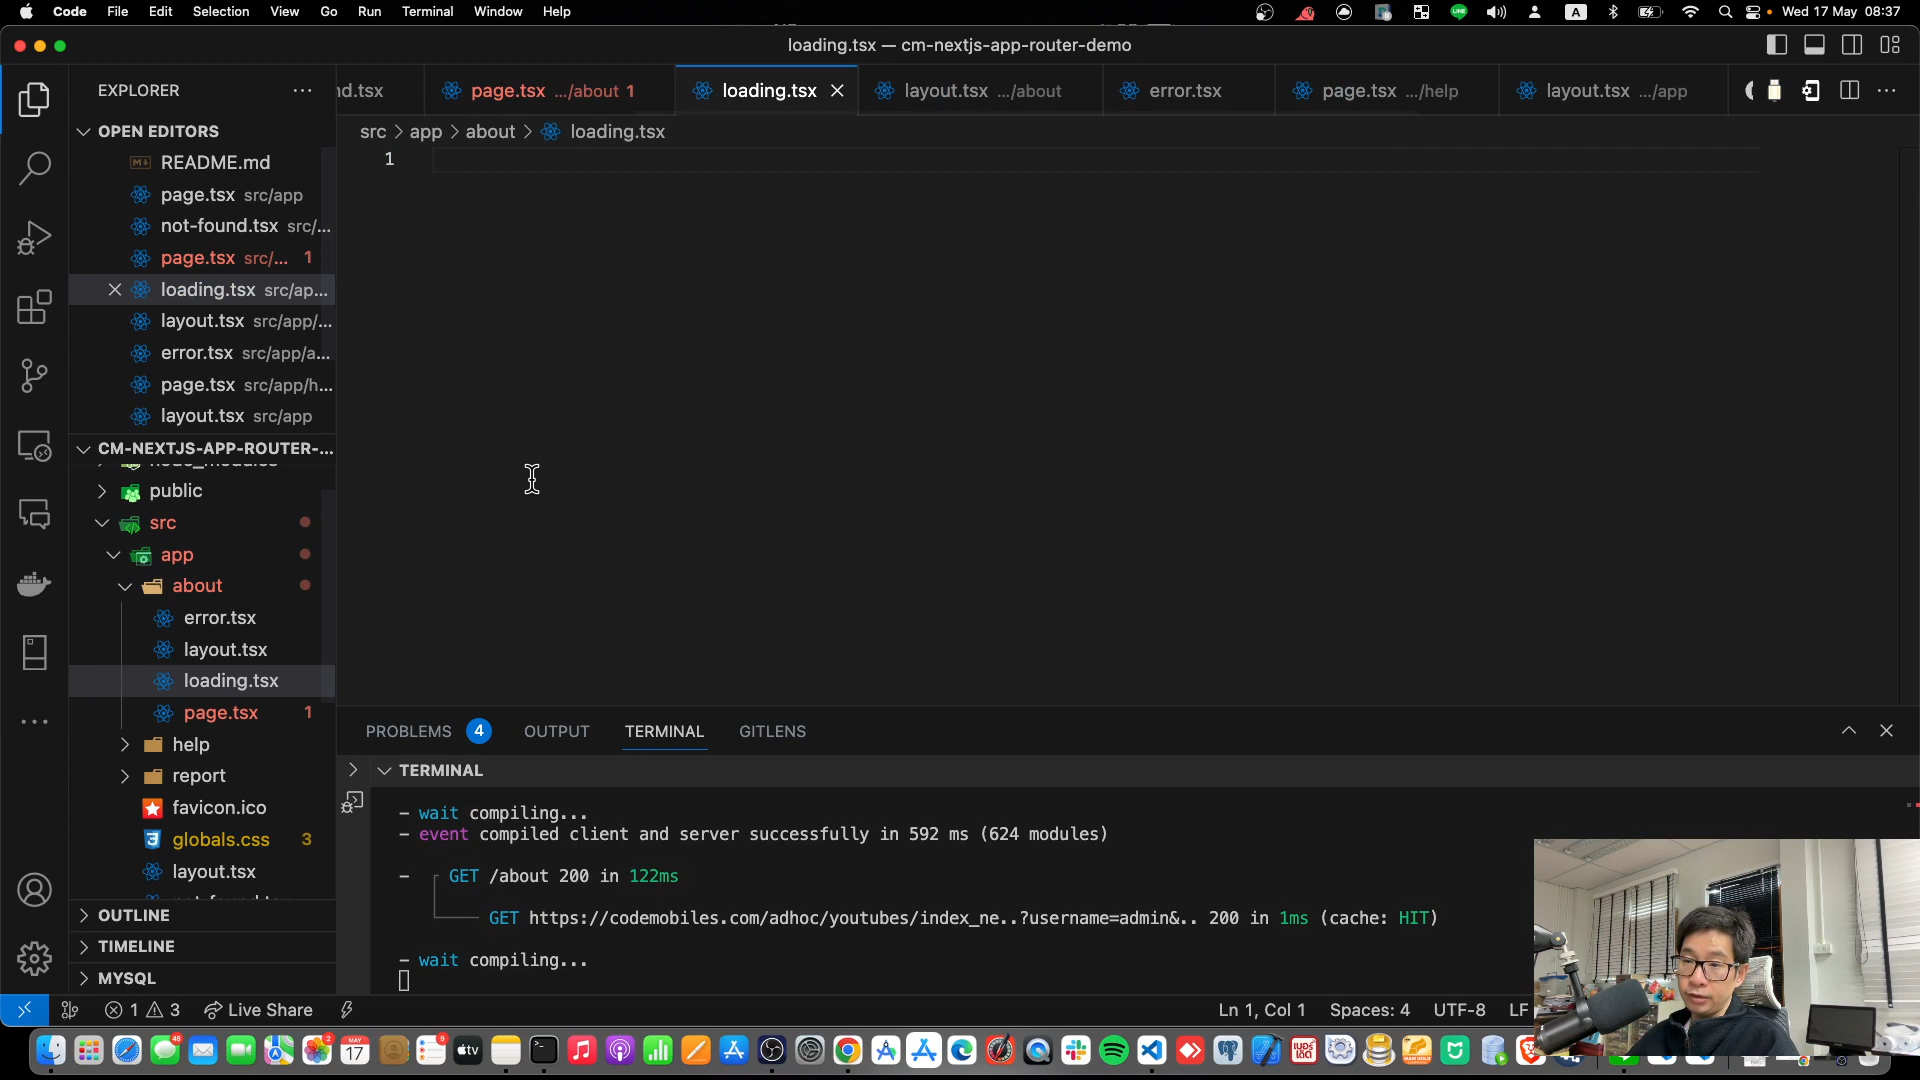 Code File Edit Selection View Go Run Terminal Window Help
A
Wed 17 May 08:37
loading.tsx — cm-nextjs-app-router-demo
EXPLORER
nd.tsx
page.tsx .../about 1
loading.tsx
layout.tsx .../about
error.tsx
page.tsx .../help
layout.tsx .../app
OPEN EDITORS
src > app > about > loading.tsx
1
README.md
page.tsx src/app
not-found.tsx src/...
page.tsx src/... 1
loading.tsx src/ap...
layout.tsx src/app/...
error.tsx src/app/a...
page.tsx src/app/h...
layout.tsx src/app
CM-NEXTJS-APP-ROUTER-...
node_modules
public
src
app
about
error.tsx
layout.tsx
loading.tsx
page.tsx 1
help
report
favicon.ico
globals.css 3
layout.tsx
OUTLINE
TIMELINE
MYSQL
PROBLEMS 4 OUTPUT TERMINAL GITLENS
TERMINAL
– wait compiling...
– event compiled client and server successfully in 592 ms (624 modules)
– GET /about 200 in 122ms
GET https://codemobiles.com/adhoc/youtubes/index_ne..?username=admin&.. 200 in 1ms (cache: HIT)
– wait compiling...
1 3 Live Share
Ln 1, Col 1 Spaces: 4 UTF-8 LF
48
2
MAY
17
9
tv